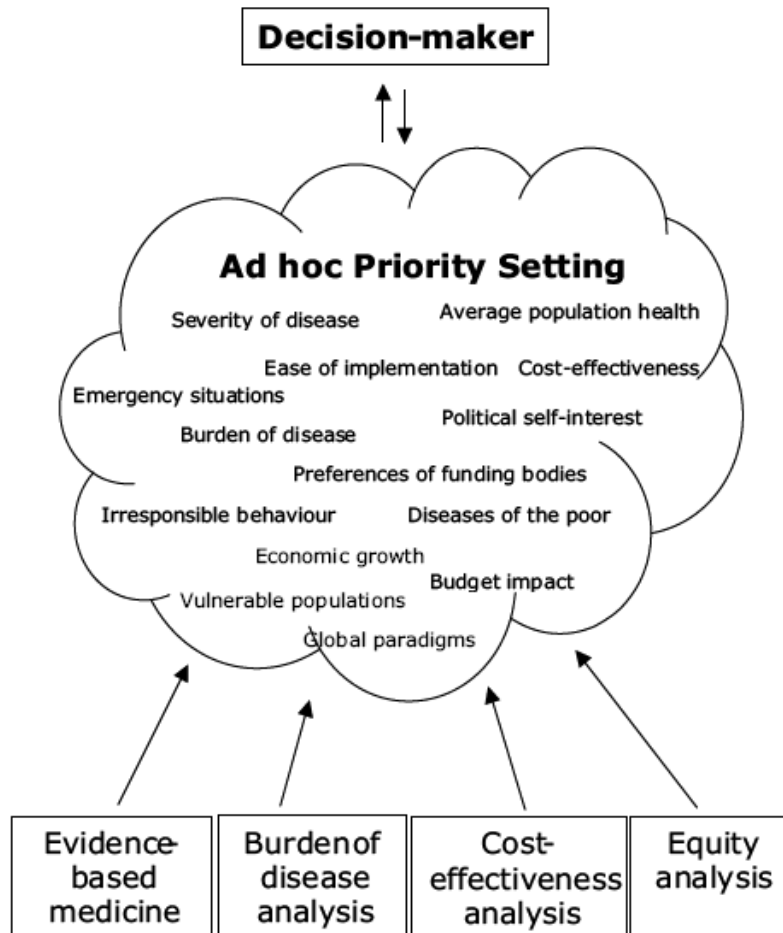 Decision-maker
Ad hoc Priority Setting
Average population health
Severity of disease
Ease of implementation
Cost-effectiveness
Emergency situations
Political self-interest
Burden of disease
Preferences of funding bodies
Irresponsible behaviour
Diseases of the poor
Economic growth
Budget impact
Vulnerable populations
Global paradigms
Evidence-
based
medicine
Burden of
disease
analysis
Cost-
effectiveness
analysis
Equity
analysis